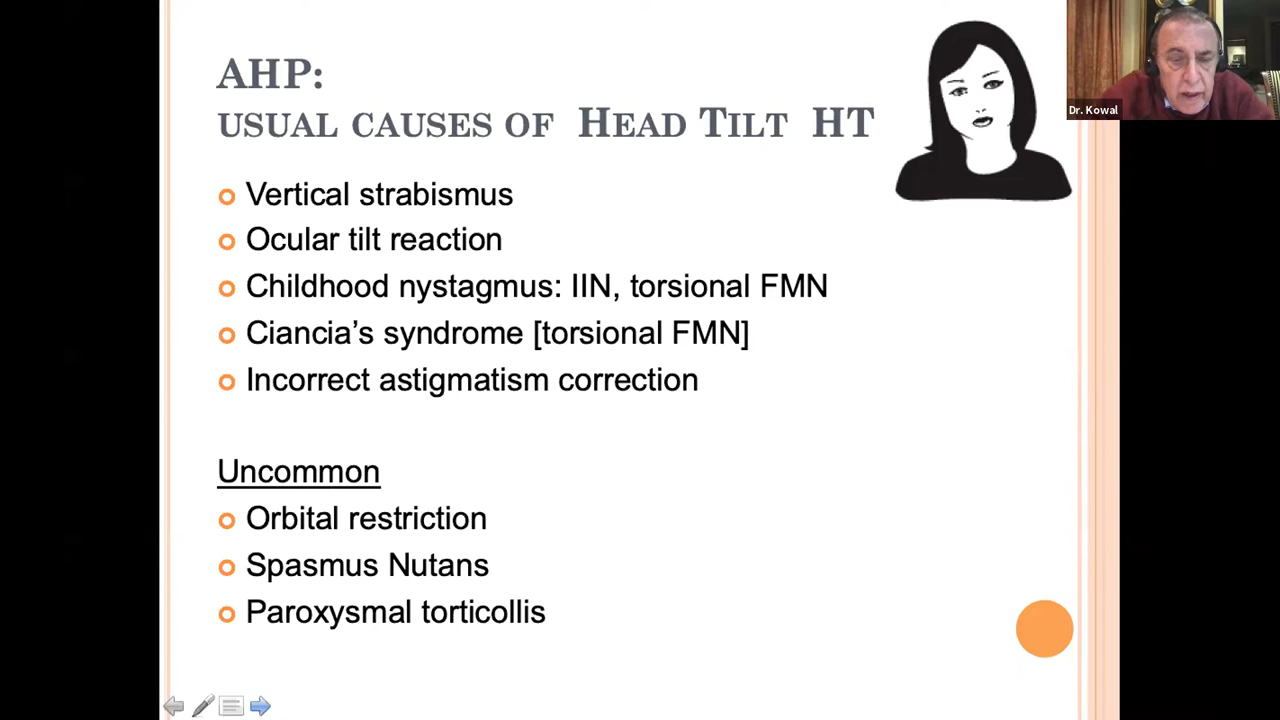 AHP:
USUAL CAUSES OF HEAD TILT HT
Vertical strabismus
Ocular tilt reaction
Childhood nystagmus: IIN, torsional FMN
Ciancia’s syndrome [torsional FMN]
Incorrect astigmatism correction
Uncommon
Orbital restriction
Spasmus Nutans
Paroxysmal torticollis
Dr. Kowal